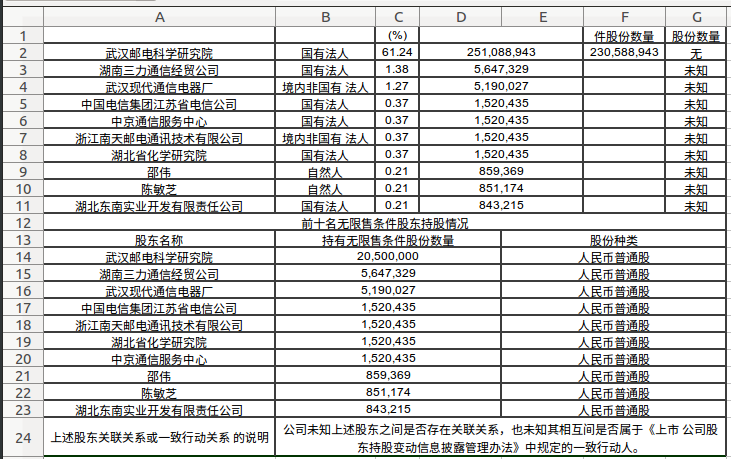 A B C D E F G
1 (%) 件股份数量 股份数量
2 武汉邮电科学研究院 国有法人 61.24 251,088,943 230,588,943 无
3 湖南三力通信经贸公司 国有法人 1.38 5,647,329 未知
4 武汉现代通信电器厂 境内非国有 法人 1.27 5,190,027 未知
5 中国电信集团江苏省电信公司 国有法人 0.37 1,520,435 未知
6 中京通信服务中心 国有法人 0.37 1,520,435 未知
7 浙江南天邮电通讯技术有限公司 境内非国有 法人 0.37 1,520,435 未知
8 湖北省化学研究院 国有法人 0.37 1,520,435 未知
9 邵伟 自然人 0.21 859,369 未知
10 陈敏芝 自然人 0.21 851,174 未知
11 湖北东南实业开发有限责任公司 国有法人 0.21 843,215 未知
12 前十名无限售条件股东持股情况
13 股东名称 持有无限售条件股份数量 股份种类
14 武汉邮电科学研究院 20,500,000 人民币普通股
15 湖南三力通信经贸公司 5,647,329 人民币普通股
16 武汉现代通信电器厂 5,190,027 人民币普通股
17 中国电信集团江苏省电信公司 1,520,435 人民币普通股
18 浙江南天邮电通讯技术有限公司 1,520,435 人民币普通股
19 湖北省化学研究院 1,520,435 人民币普通股
20 中京通信服务中心 1,520,435 人民币普通股
21 邵伟 859,369 人民币普通股
22 陈敏芝 851,174 人民币普通股
23 湖北东南实业开发有限责任公司 843,215 人民币普通股
24 上述股东关联关系或一致行动关系 的说明 公司未知上述股东之间是否存在关联关系，也未知其相互间是否属于《上市 公司股
东持股变动信息披露管理办法》中规定的一致行动人。